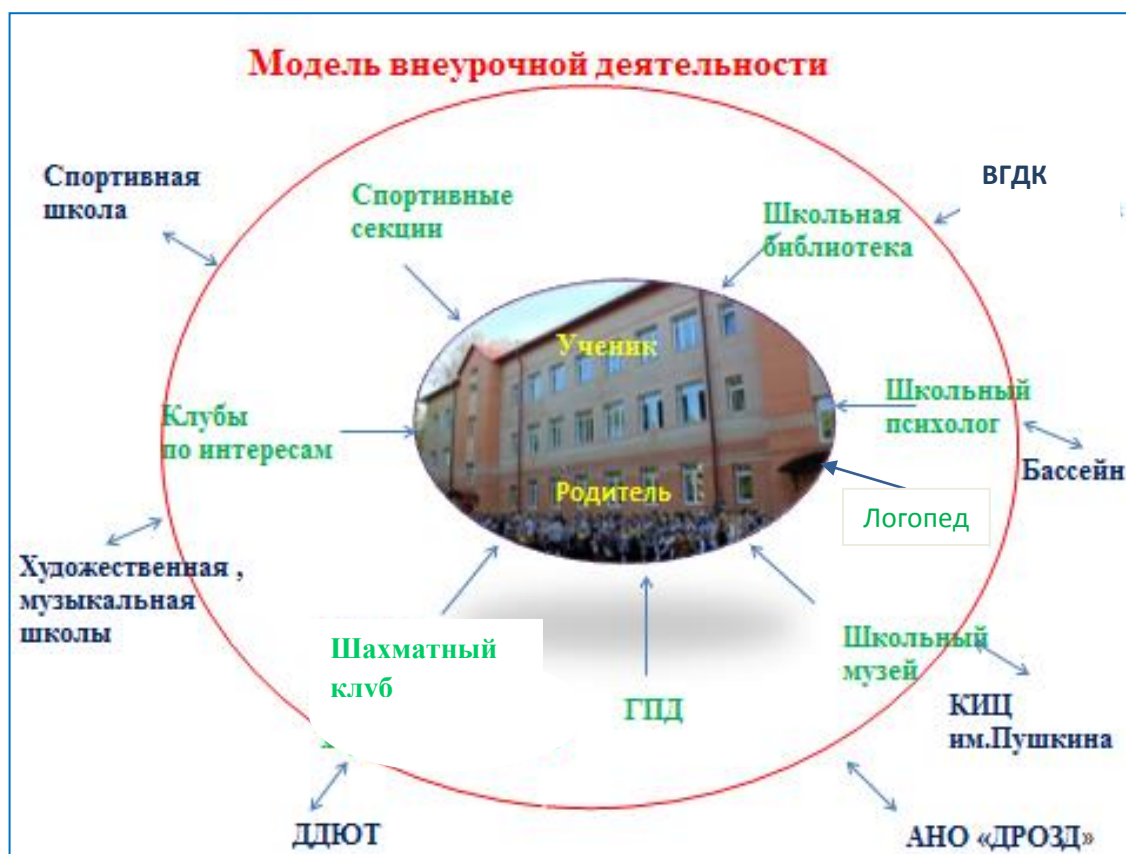 Модель внеурочной деятельности
Спортивная
школа
Спортивные
секции
Школьная
библиотека
ВГДК
Ученик
Клубы
по интересам
Школьный
психолог
Бассейн
Родитель
Логопед
Художественная ,
музыкальная
школы
Шахматный
клуб
ГПД
Школьный
музей
КИЦ
им.Пушкина
ДДЮТ
АНО «ДРОЗД»